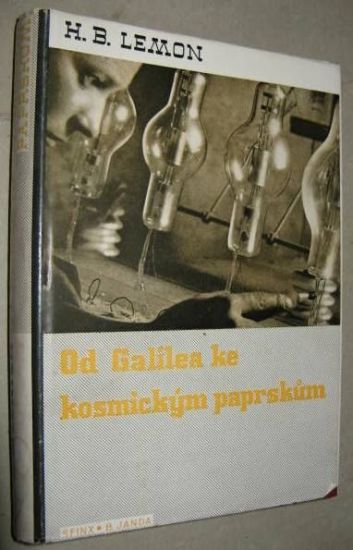 H. B. LEMON
Od Galilea ke
kosmickým paprskům
SFINX • B. JANDA